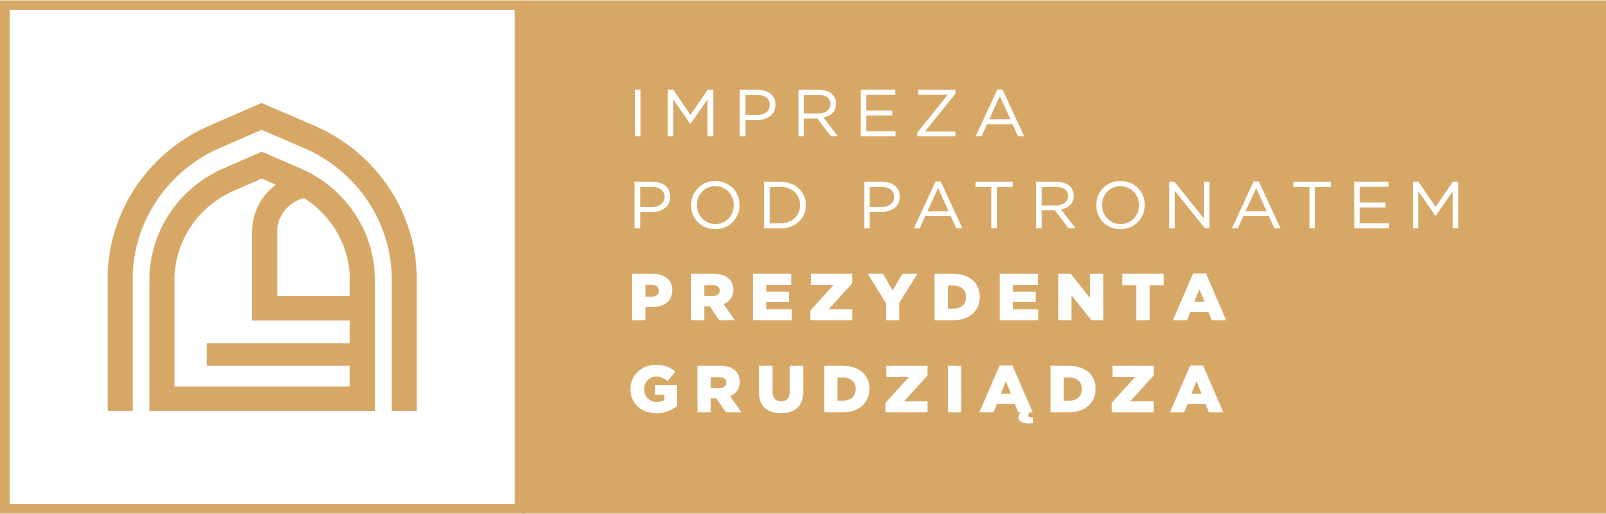 IMPREZA
POD PATRONATEM
PREZYDENTA
GRUDZIĄDZA